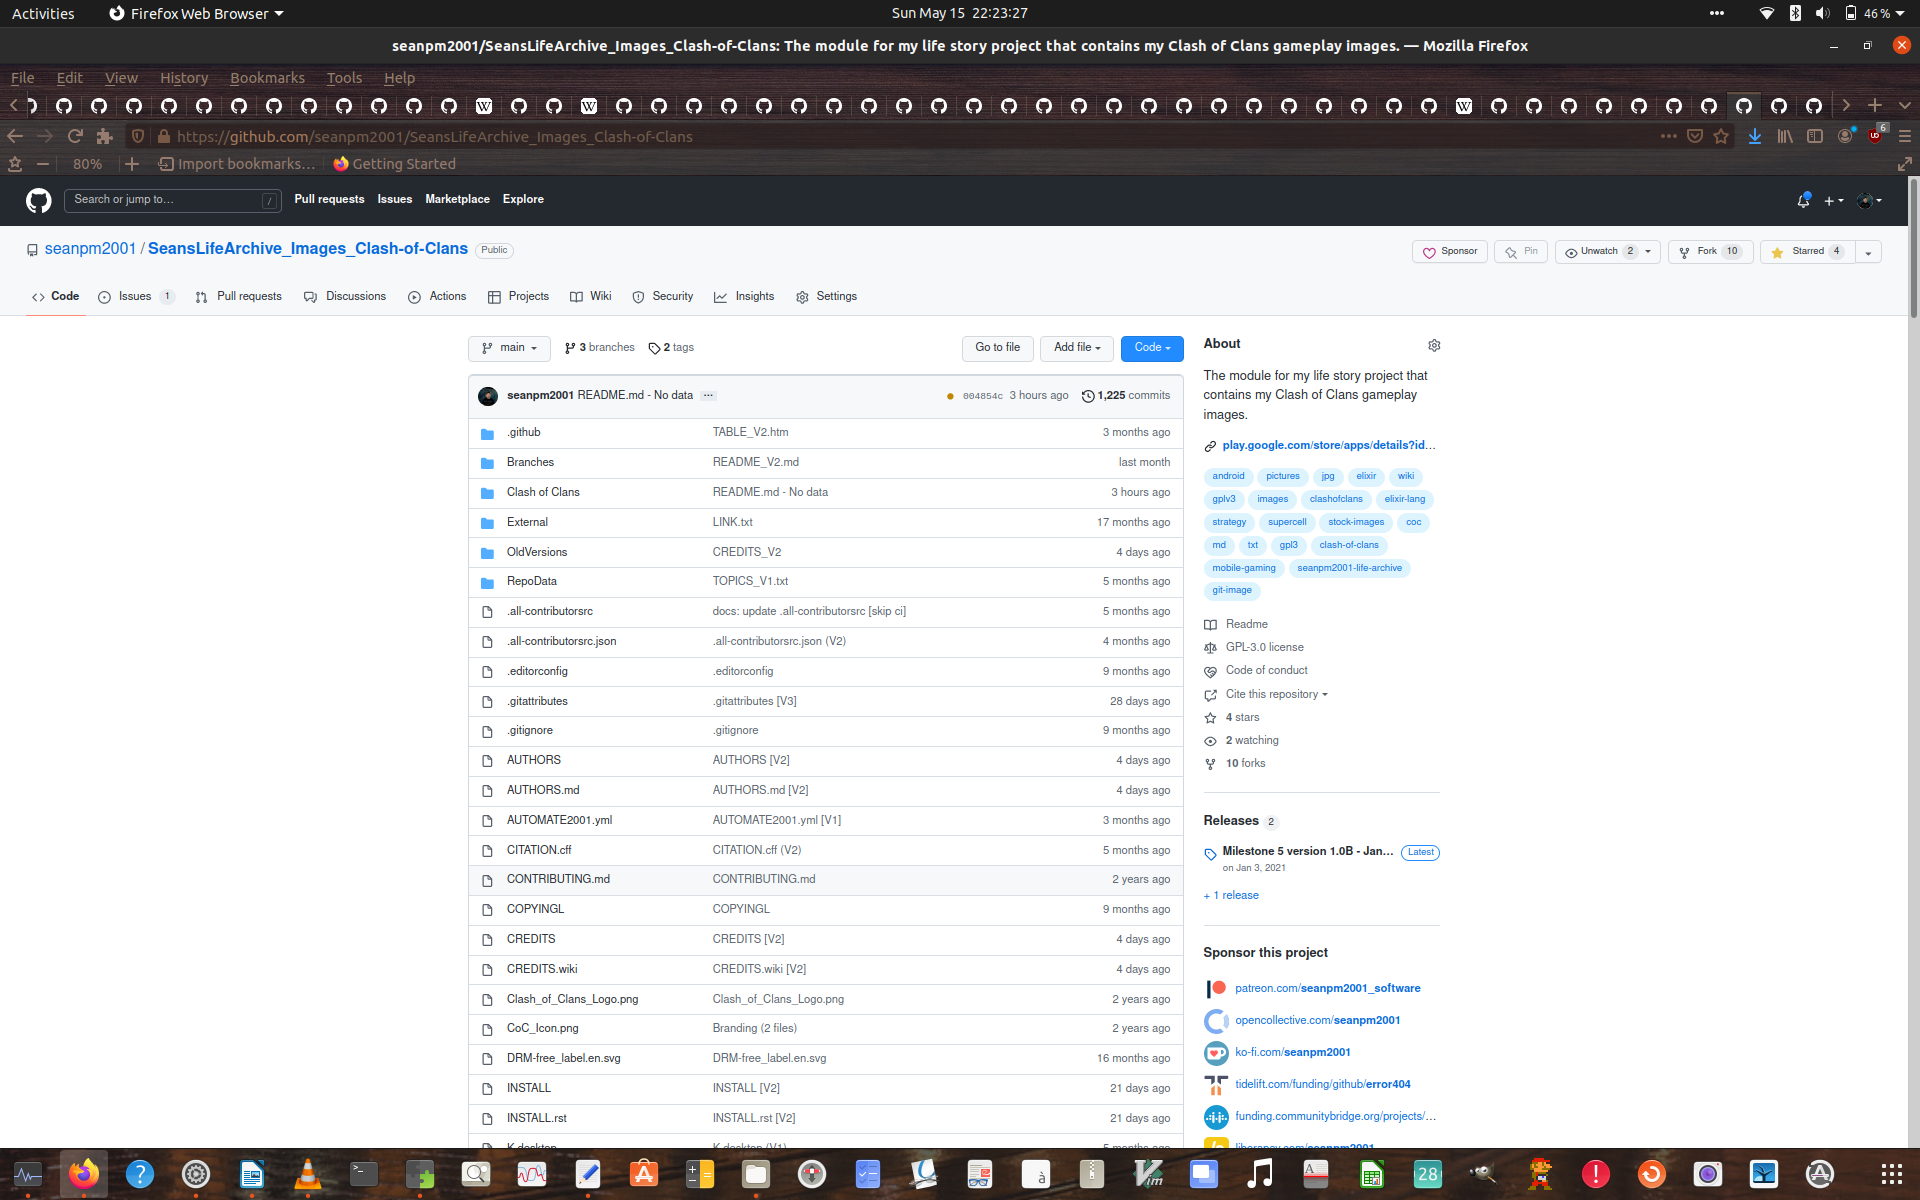 Activities
Firefox Web Browser
Sun May 15 22:23:27
46 %
seanpm2001/SeansLifeArchive_Images_Clash-of-Clans: The module for my life story project that contains my Clash of Clans gameplay images. — Mozilla Firefox
File Edit View History Bookmarks Tools Help
https://github.com/seanpm2001/SeansLifeArchive_Images_Clash-of-Clans
6
80%
Import bookmarks...
Getting Started
Search or jump to...
/
Pull requests Issues Marketplace Explore
seanpm2001 / SeansLifeArchive_Images_Clash-of-Clans Public
Sponsor
Pin
Unwatch 2
Fork 10
Starred 4
Code
Issues 1
Pull requests
Discussions
Actions
Projects
Wiki
Security
Insights
Settings
main
3 branches
2 tags
Go to file
Add file
Code
seanpm2001 README.md - No data ... 004854c 3 hours ago 1,225 commits
.github TABLE_V2.htm 3 months ago
Branches README_V2.md last month
Clash of Clans README.md - No data 3 hours ago
External LINK.txt 17 months ago
OldVersions CREDITS_V2 4 days ago
RepoData TOPICS_V1.txt 5 months ago
.all-contributorsrc docs: update .all-contributorsrc [skip ci] 5 months ago
.all-contributorsrc.json .all-contributorsrc.json (V2) 4 months ago
.editorconfig .editorconfig 9 months ago
.gitattributes .gitattributes [V3] 28 days ago
.gitignore .gitignore 9 months ago
AUTHORS AUTHORS [V2] 4 days ago
AUTHORS.md AUTHORS.md [V2] 4 days ago
AUTOMATE2001.yml AUTOMATE2001.yml [V1] 3 months ago
CITATION.cff CITATION.cff (V2) 5 months ago
CONTRIBUTING.md CONTRIBUTING.md 2 years ago
COPYINGL COPYINGL 9 months ago
CREDITS CREDITS [V2] 4 days ago
CREDITS.wiki CREDITS.wiki [V2] 4 days ago
Clash_of_Clans_Logo.png Clash_of_Clans_Logo.png 2 years ago
CoC_Icon.png Branding (2 files) 2 years ago
DRM-free_label.en.svg DRM-free_label.en.svg 16 months ago
INSTALL INSTALL [V2] 21 days ago
INSTALL.rst INSTALL.rst [V2] 21 days ago
About
The module for my life story project that
contains my Clash of Clans gameplay
images.
play.google.com/store/apps/details?id...
android pictures jpg elixir wiki
gplv3 images clashofclans elixir-lang
strategy supercell stock-images coc
md txt gpl3 clash-of-clans
mobile-gaming seanpm2001-life-archive
git-image
Readme
GPL-3.0 license
Code of conduct
Cite this repository
4 stars
2 watching
10 forks
Releases 2
Milestone 5 version 1.0B - Jan... Latest
on Jan 3, 2021
+ 1 release
Sponsor this project
patreon.com/seanpm2001_software
opencollective.com/seanpm2001
ko-fi.com/seanpm2001
tidelift.com/funding/github/error404
funding.communitybridge.org/projects/...
28